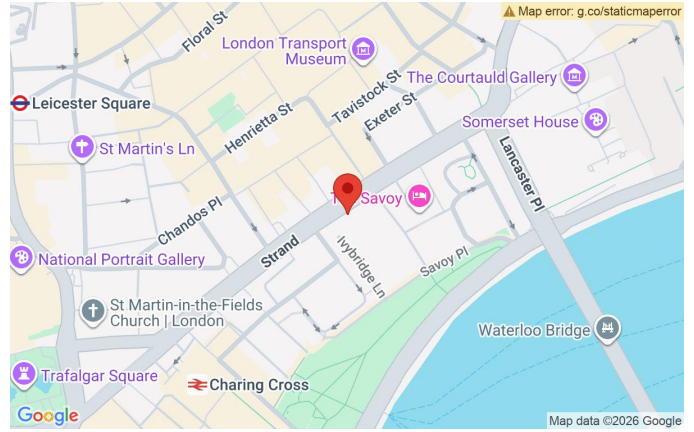 Map error: g.co/staticmaperror
Floral St
London Transport
Museum
Tavistock St
The Courtauld Gallery
Leicester Square
Exeter St
Henrietta St
Somerset House
St Martin's Ln
Lancaster Pl
Savoy
Chandos Pl
Strand
Ivybridge Ln
National Portrait Gallery
Savoy Pl
St Martin-in-the-Fields
Church | London
Waterloo Bridge
Trafalgar Square
Charing Cross
Google
Map data ©2026 Google